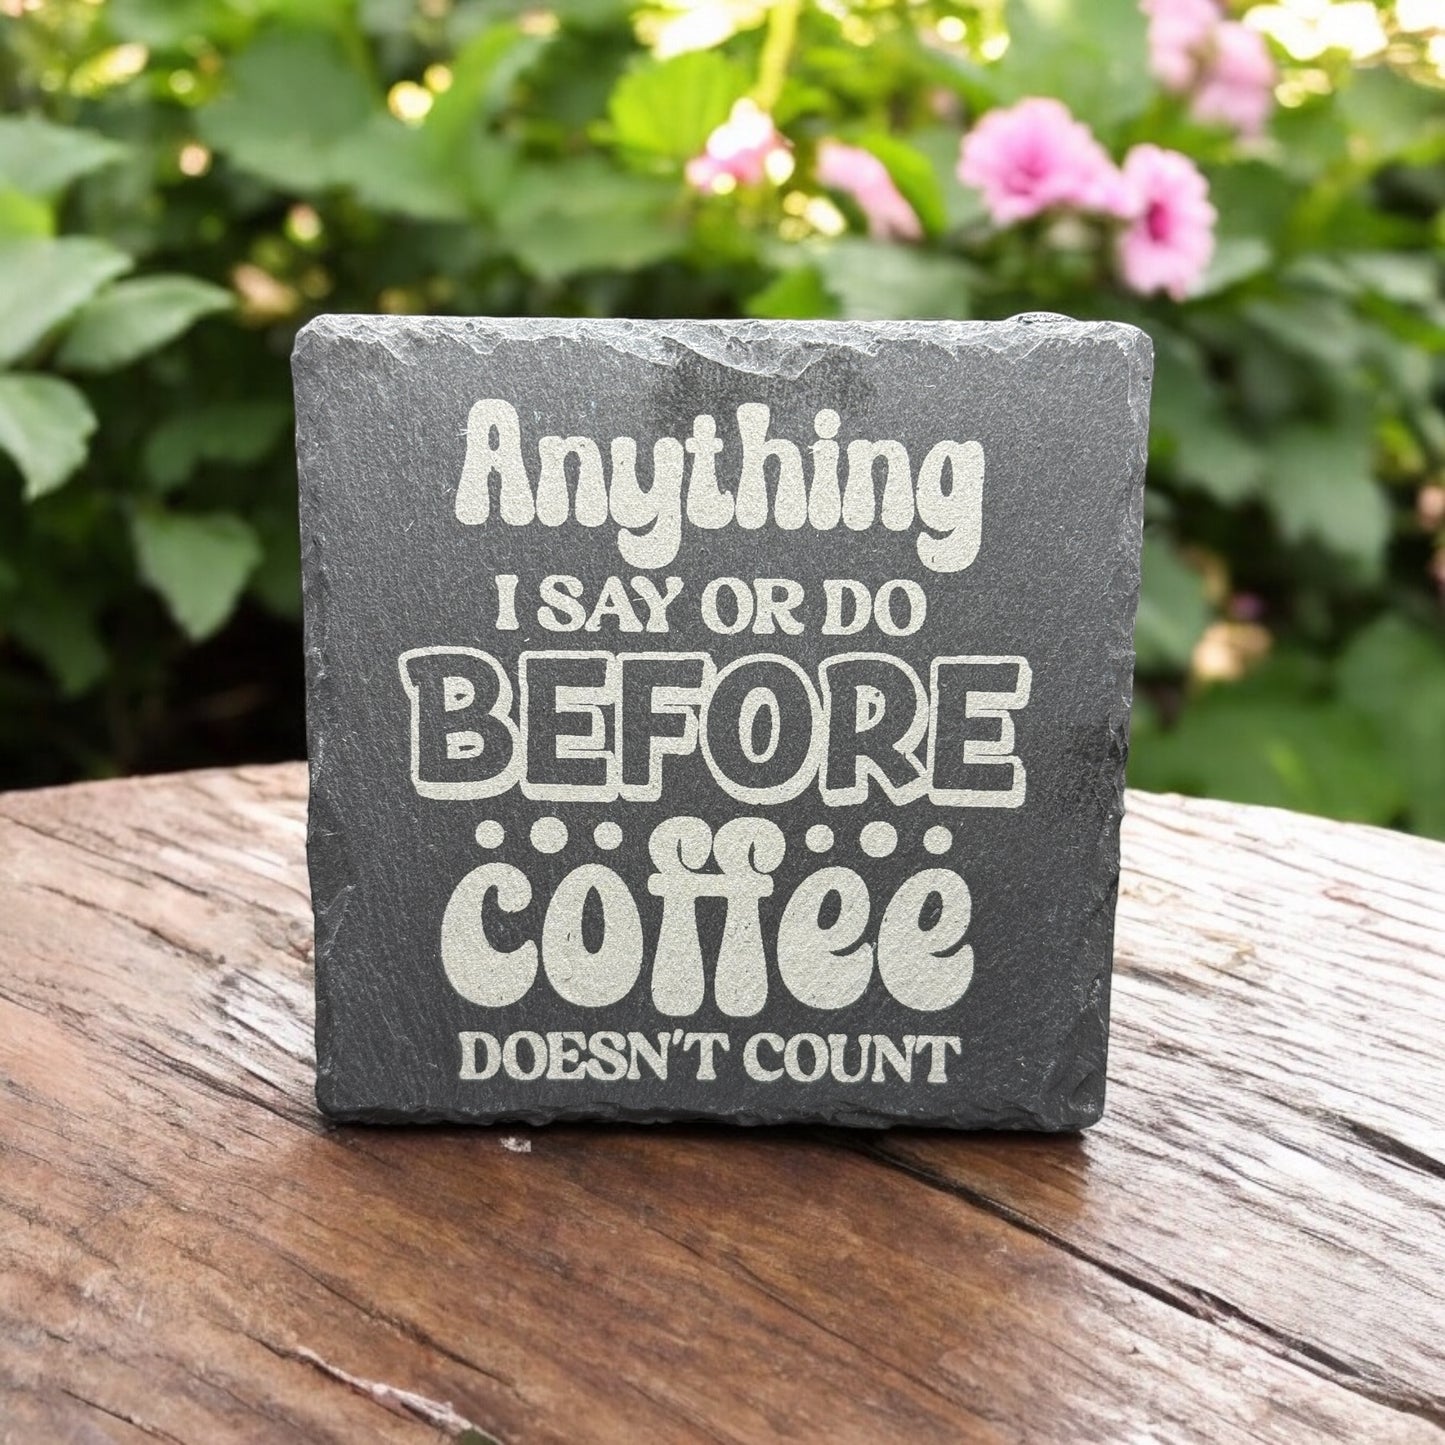 Anything
I SAY OR DO
BEFORE
coffee
DOESN'T COUNT